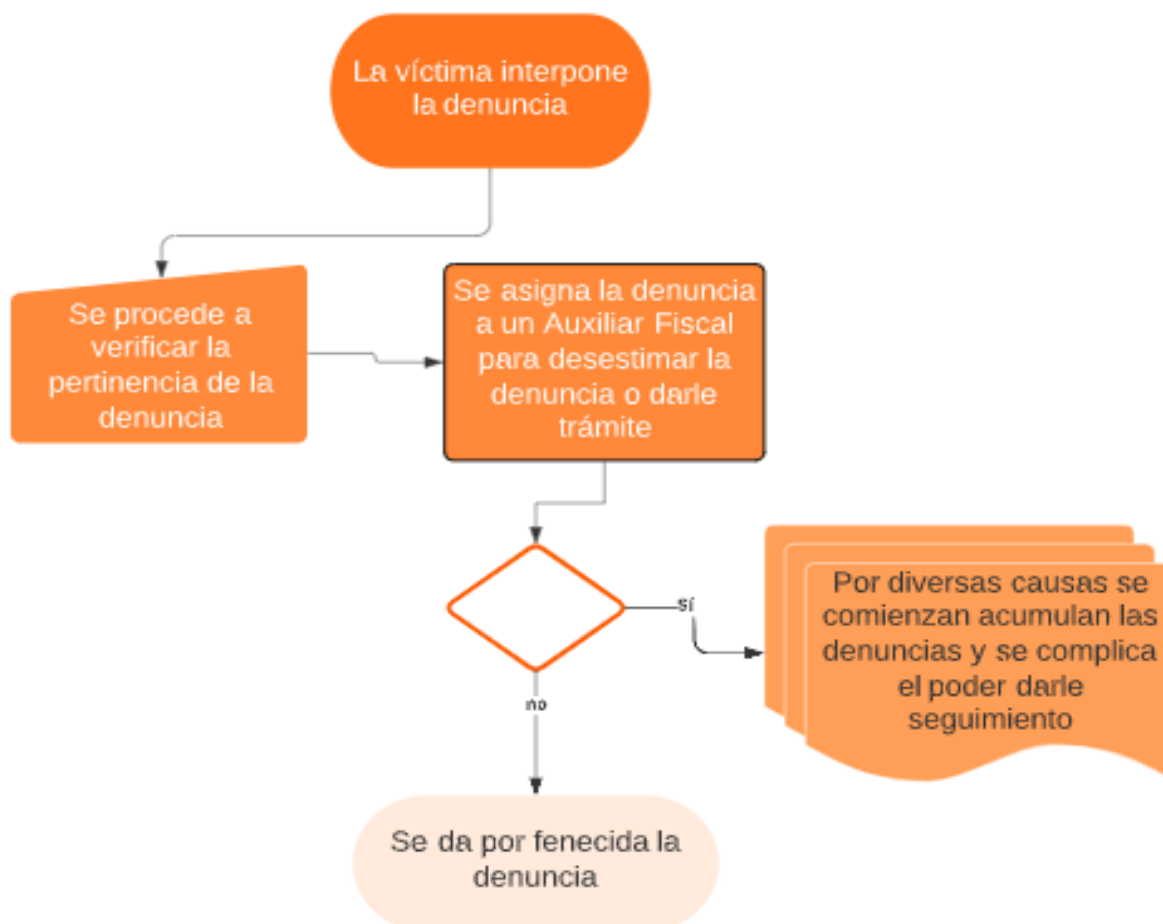 La víctima interpone
la denuncia
Se procede a
verificar la
pertinencia de la
denuncia
Se asigna la denuncia
a un Auxiliar Fiscal
para desestimar la
denuncia o darle
trámite
Sí
Por diversas causas se
comienzan acumulan las
denuncias y se complica
el poder darle
seguimiento
no
Se da por fenecida la
denuncia